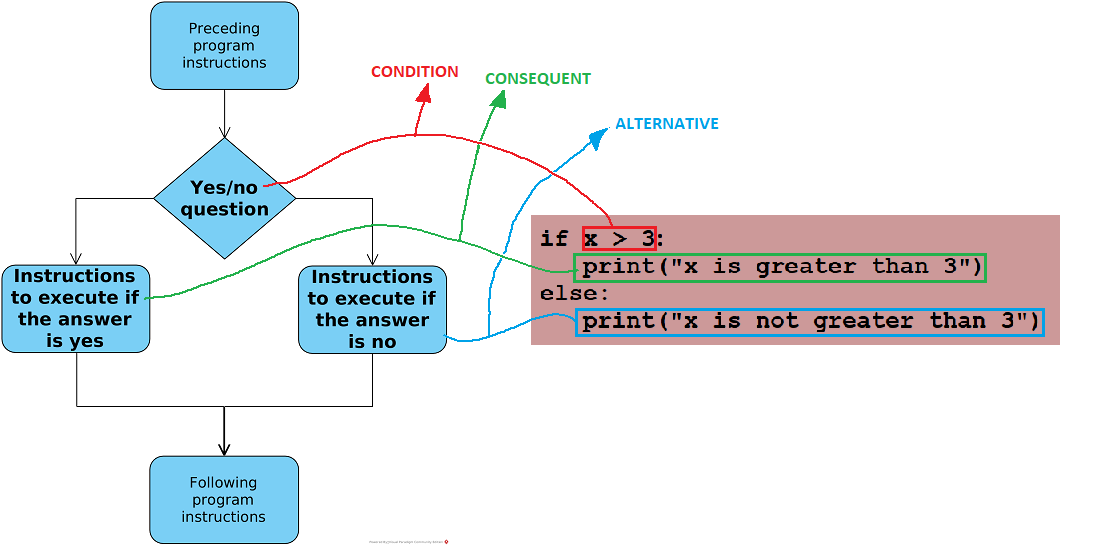 Preceding
program
instructions
CONDITION
CONSEQUENT
ALTERNATIVE
Yes/no
question
if x > 3:
print("x is greater than 3")
else:
print("x is not greater than 3")
Instructions
to execute if
the answer
is yes
Instructions
to execute if
the answer
is no
Following
program
instructions